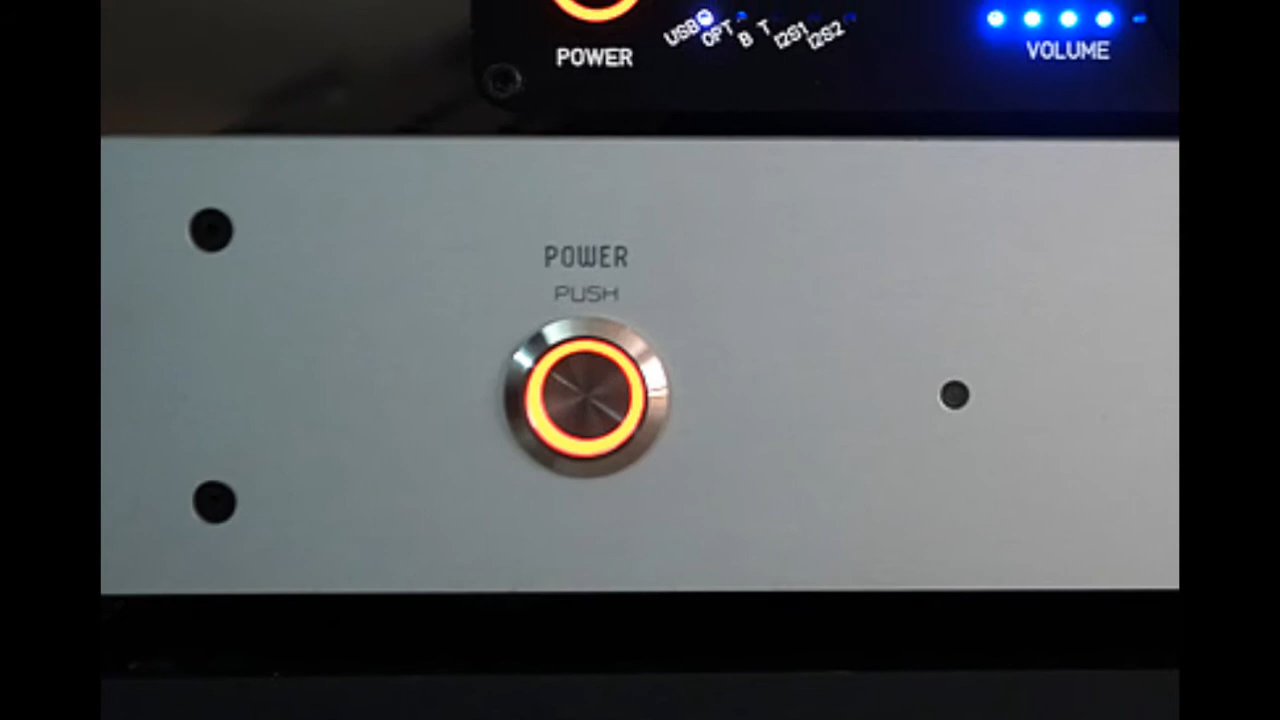 USB OPT B T I2S1 I2S2
POWER
VOLUME
POWER
PUSH